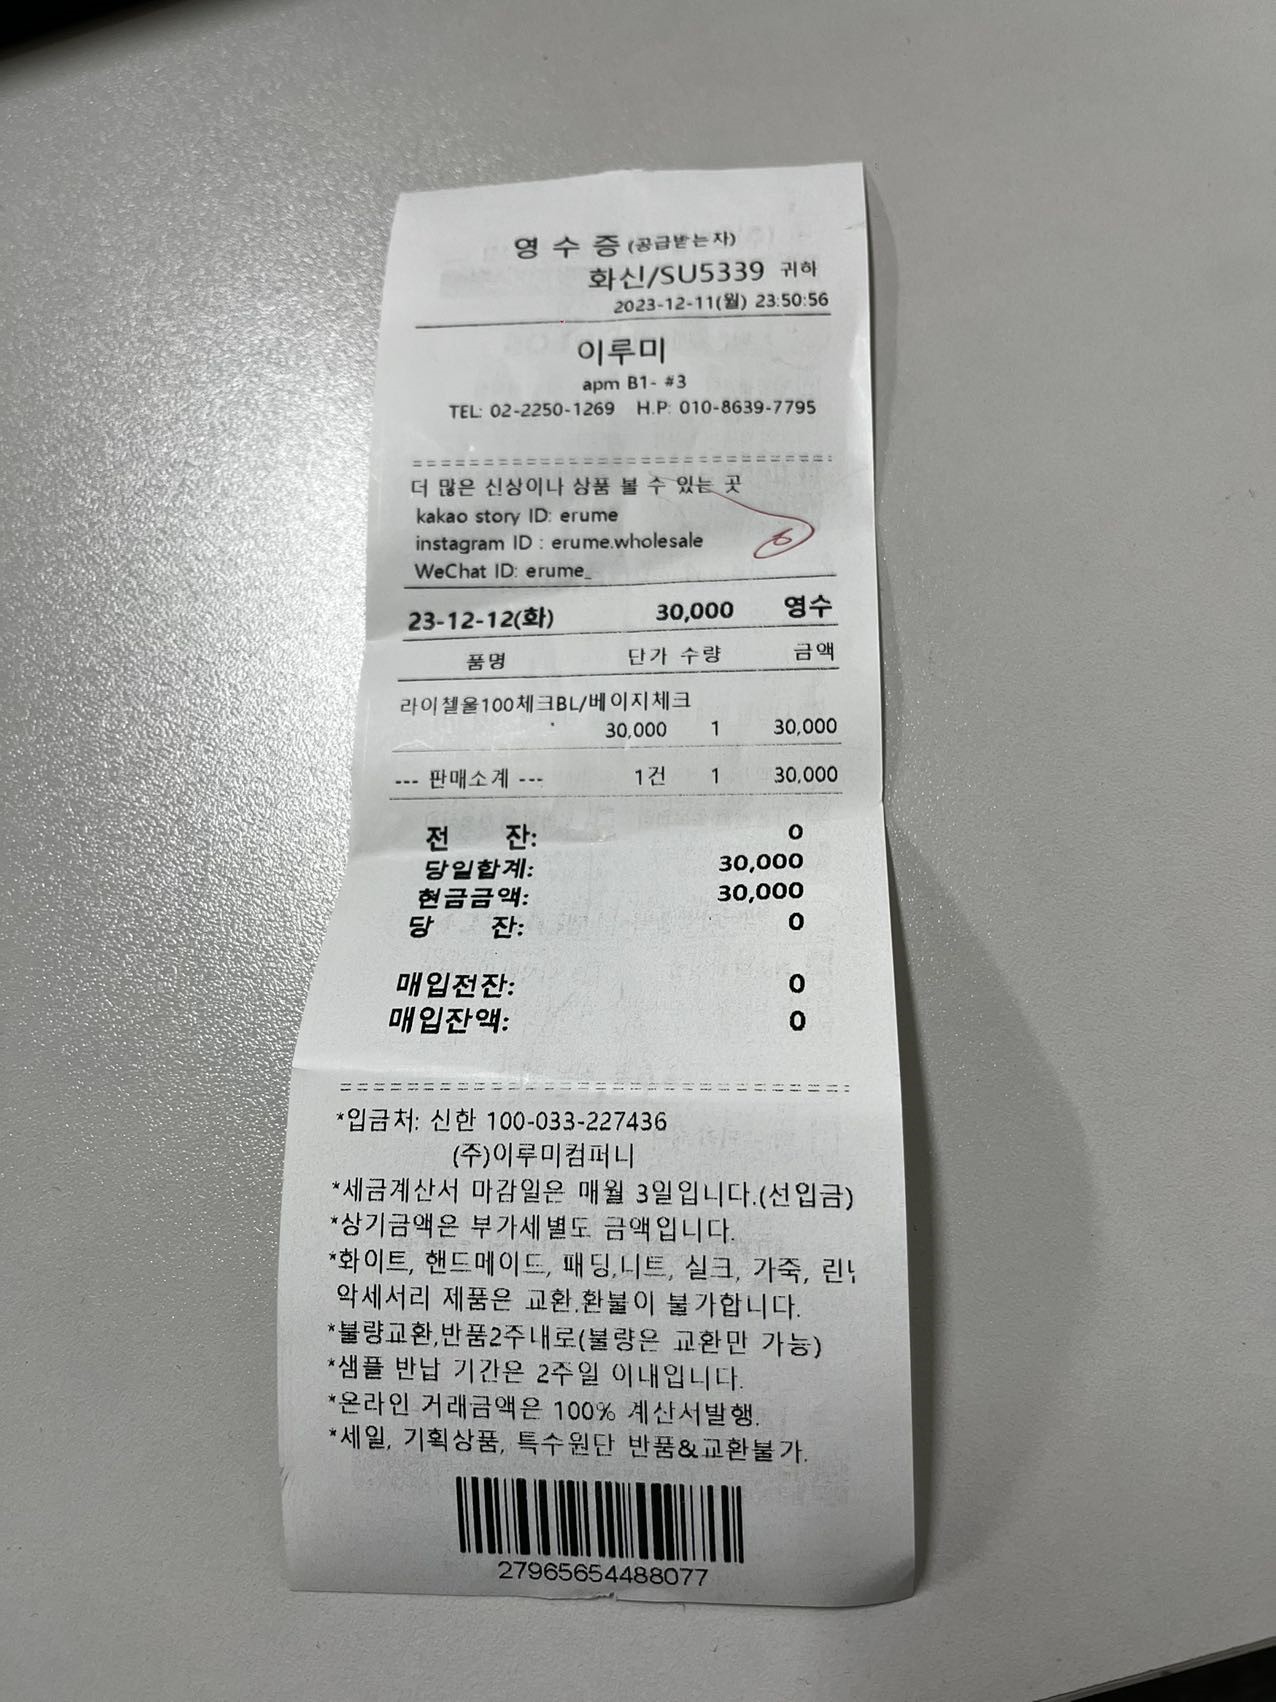 영 수 증 (공급받는자)
화신/SU5339 귀하
2023-12-11(월) 23:50:56
이루미
apm B1- #3
TEL: 02-2250-1269 H.P: 010-8639-7795
더 많은 신상이나 상품 볼 수 있는 곳
kakao story ID: erume
instagram ID : erume.wholesale
6
WeChat ID: erume_
23-12-12(화) 30,000 영수
품명 단가 수량 금액
라이첼울100체크BL/베이지체크
30,000 1 30,000
--- 판매소계 --- 1건 1 30,000
전 잔: 0
당일합계: 30,000
현금금액: 30,000
당 잔: 0
매입전잔: 0
매입잔액: 0
*입금처: 신한 100-033-227436
(주)이루미컴퍼니
*세금계산서 마감일은 매월 3일입니다.(선입금)
*상기금액은 부가세별도 금액입니다.
*화이트, 핸드메이드, 패딩,니트, 실크, 가죽,
악세서리 제품은 교환,환불이 불가합니다.
*불량교환,반품2주내로(불량은 교환만 가능)
*샘플 반납 기간은 2주일 이내입니다.
*온라인 거래금액은 100% 계산서발행.
*세일, 기획상품, 특수원단 반품&교환불가.
27965654488077